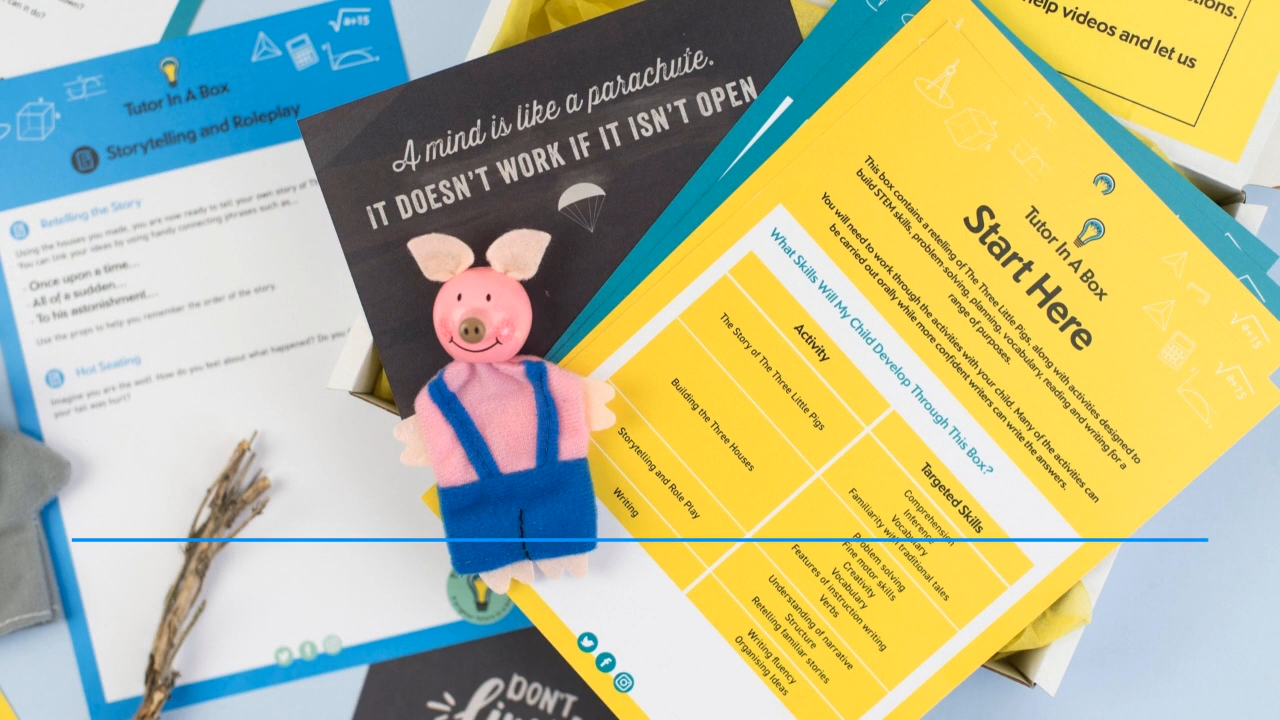 can it do?
Tutor In A Box
Storytelling and Roleplay
Retelling the Story
Using the houses you made, you are now ready to tell your own story of Th
You can link your ideas by using handy connecting phrases such as...
· Once upon a time...
· All of a sudden...
· To his astonishment...
Use the props to help you remember the order of the story.
Hot Seating
Imagine you are the wolf. How do you feel about what happened? Do you
your tail was hurt?
A mind is like a parachute.
IT DOESN'T WORK IF IT ISN'T OPEN
DON'T
ctions.
help videos and let us
Tutor In A Box
Start Here
This box contains a retelling of The Three Little Pigs, along with activities designed to
build STEM skills, problem-solving, planning, vocabulary, reading and writing for a
range of purposes.
You will need to work through the activities with your child. Many of the activities can
be carried out orally while more confident writers can write the answers.
What Skills Will My Child Develop Through This Box?
Activity
Targeted Skills
The Story of The Three Little Pigs
Comprehension
Inference
Vocabulary
Familiarity with traditional tales
Building the Three Houses
Problem solving
Fine motor skills
Creativity
Vocabulary
Verbs
Features of instruction writing
Storytelling and Role Play
Understanding of narrative
Structure
Retelling familiar stories
Writing
Writing fluency
Organising Ideas
√a+b=15